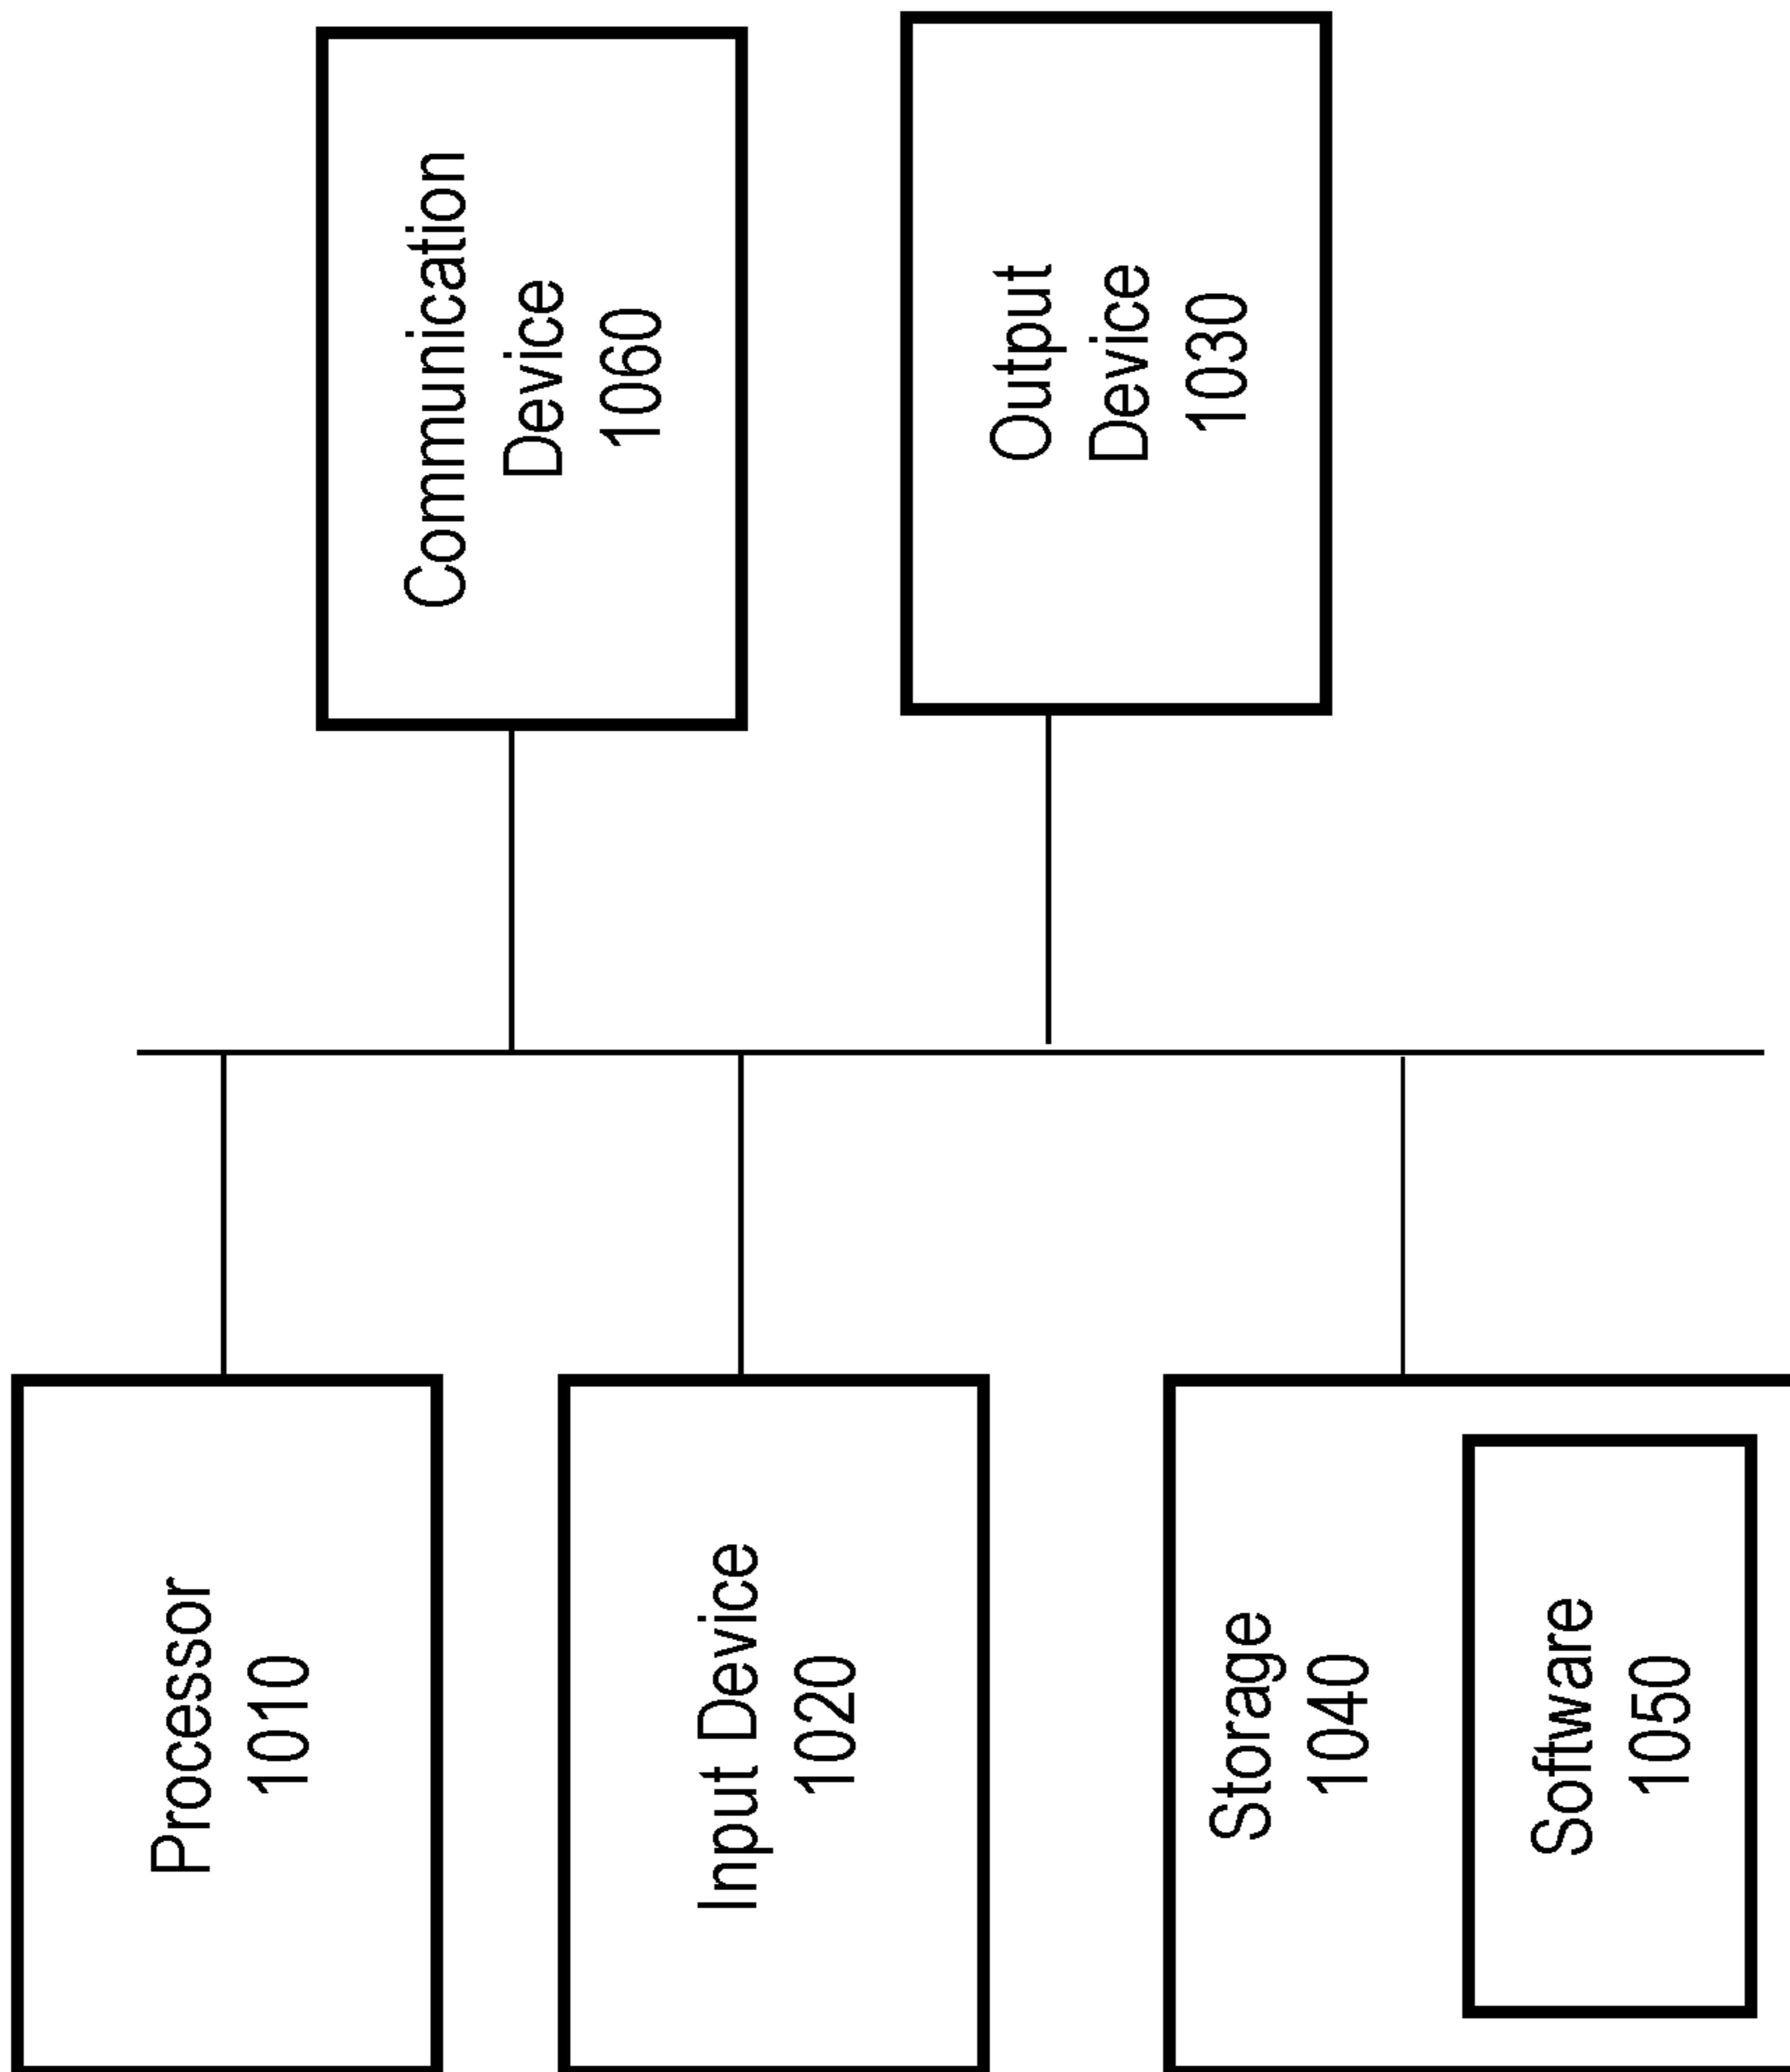 Processor
1010
Input Device
1020
Storage
1040
Software
1050
Communication
Device
1060
Output
Device
1030